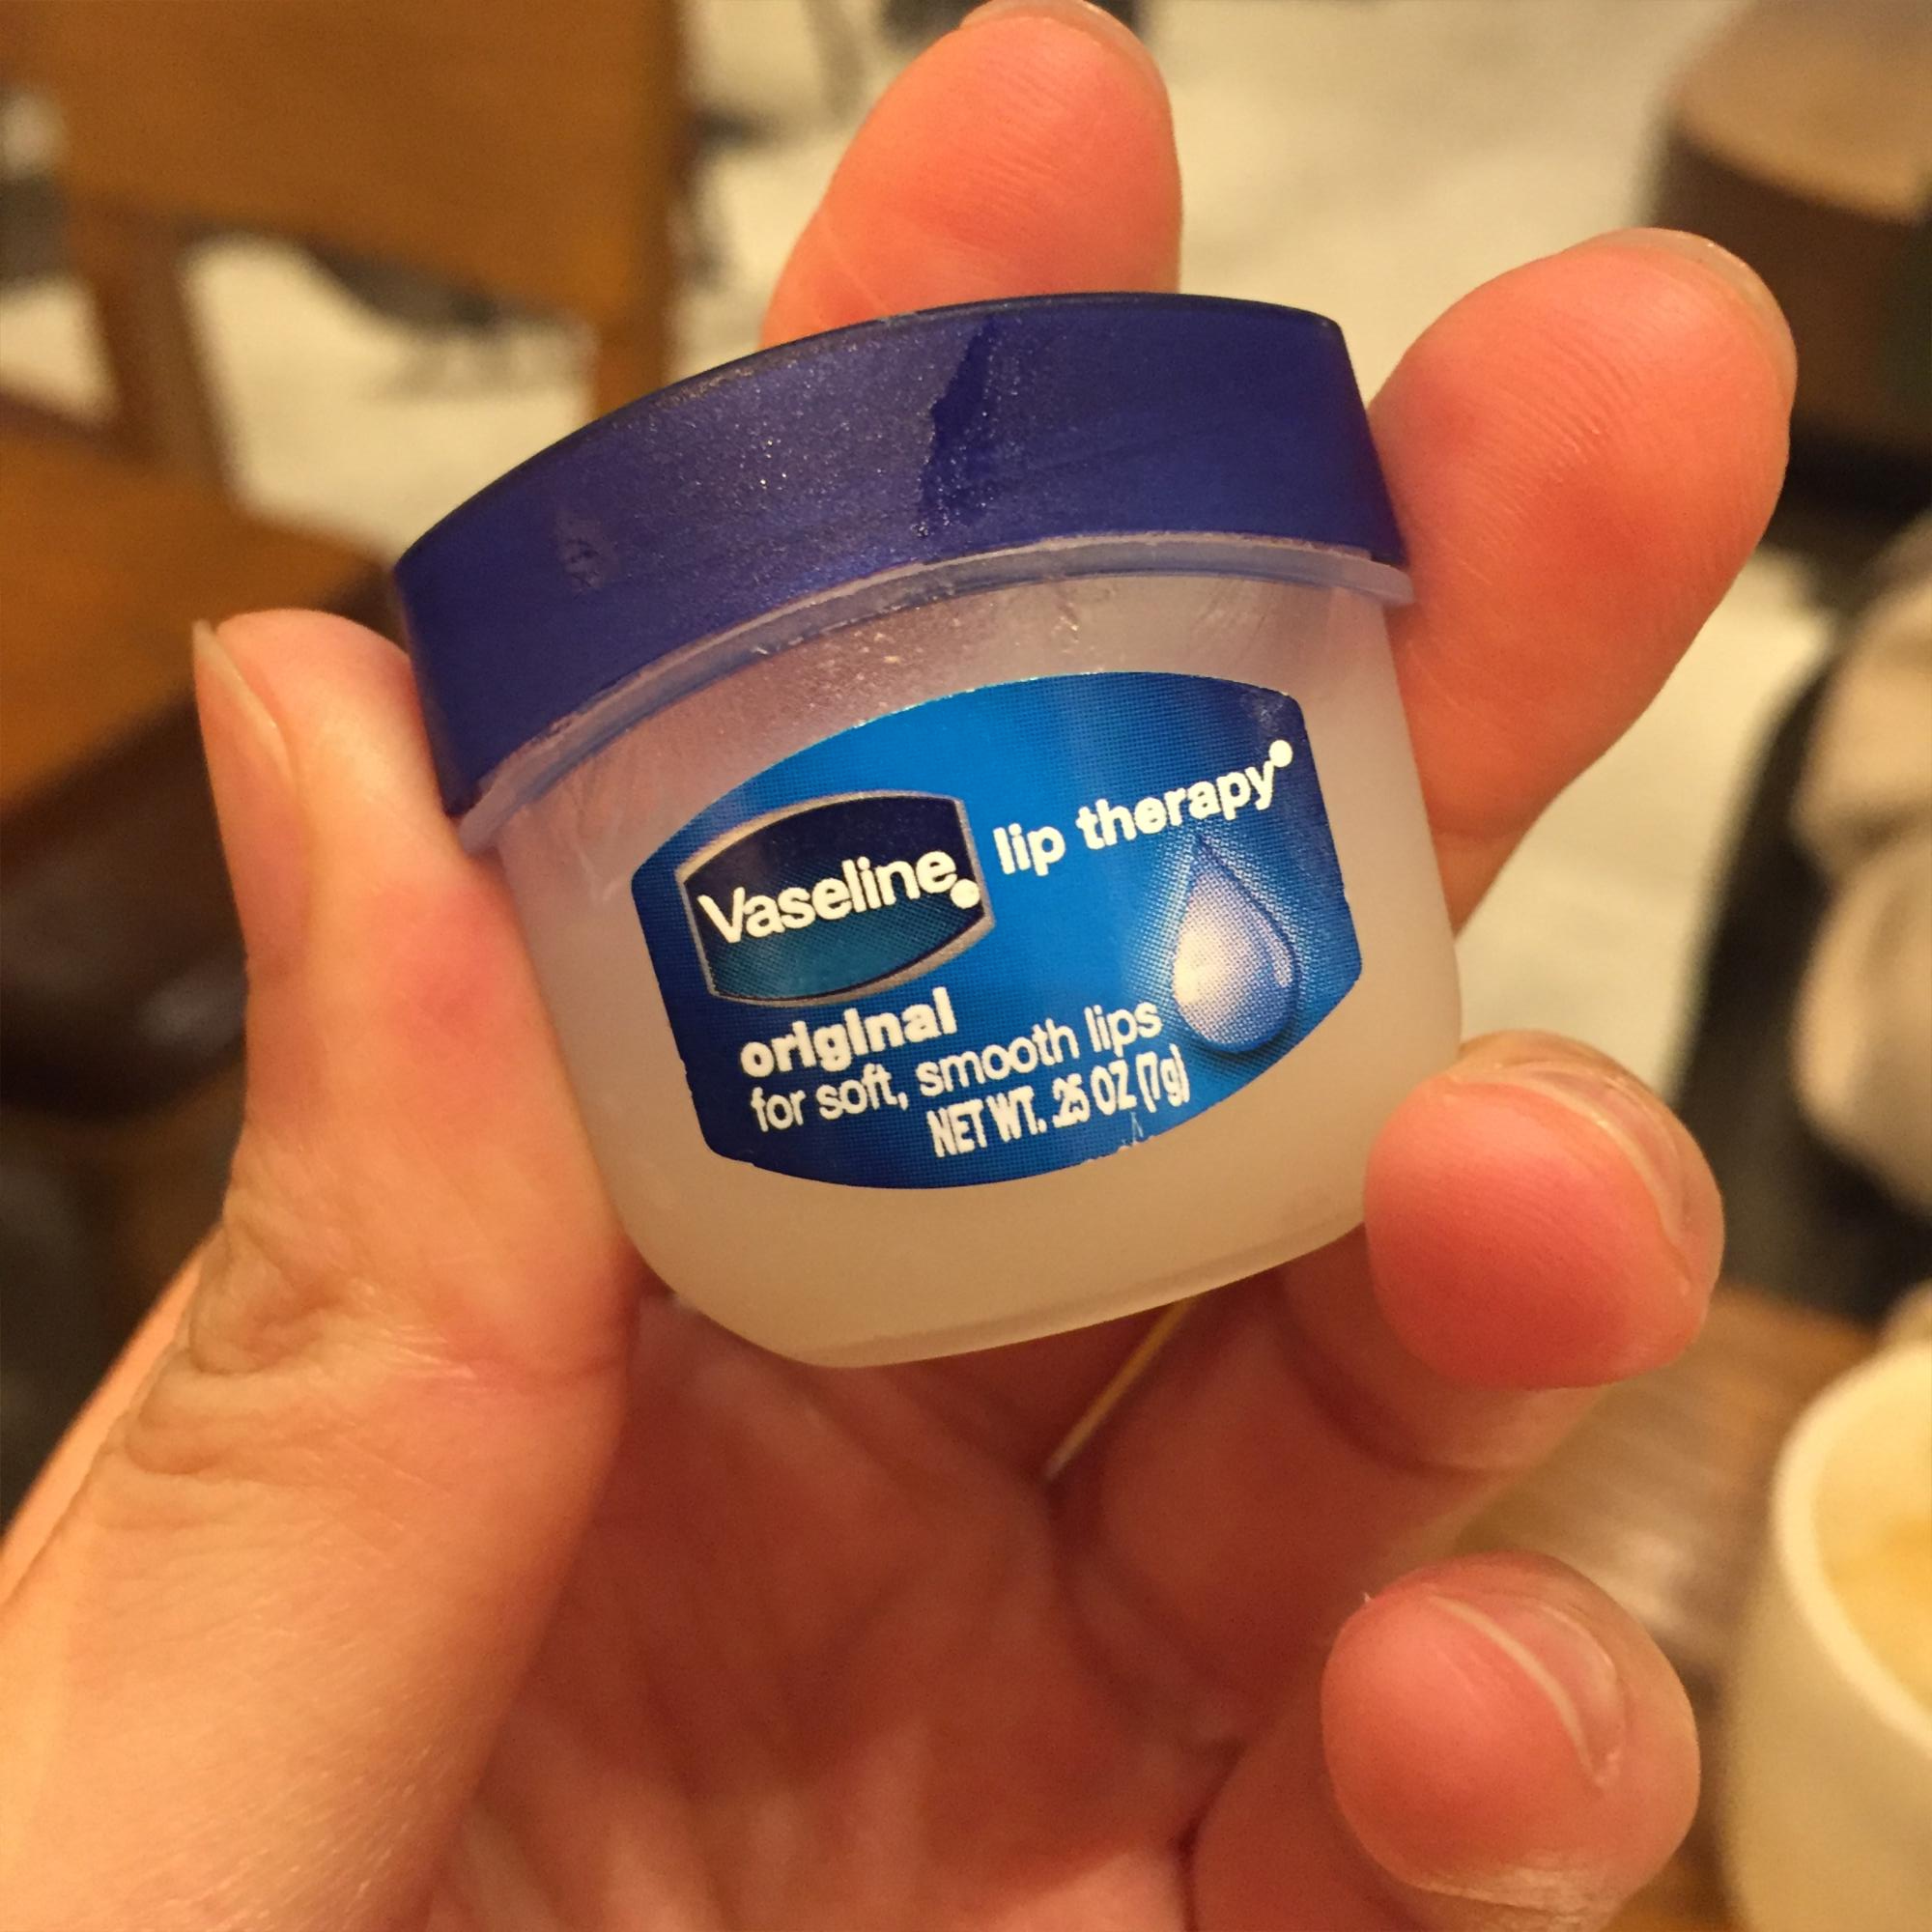 Vaseline
lip therapy
original
for soft, smooth lips
NET WT. .25 OZ (7g)